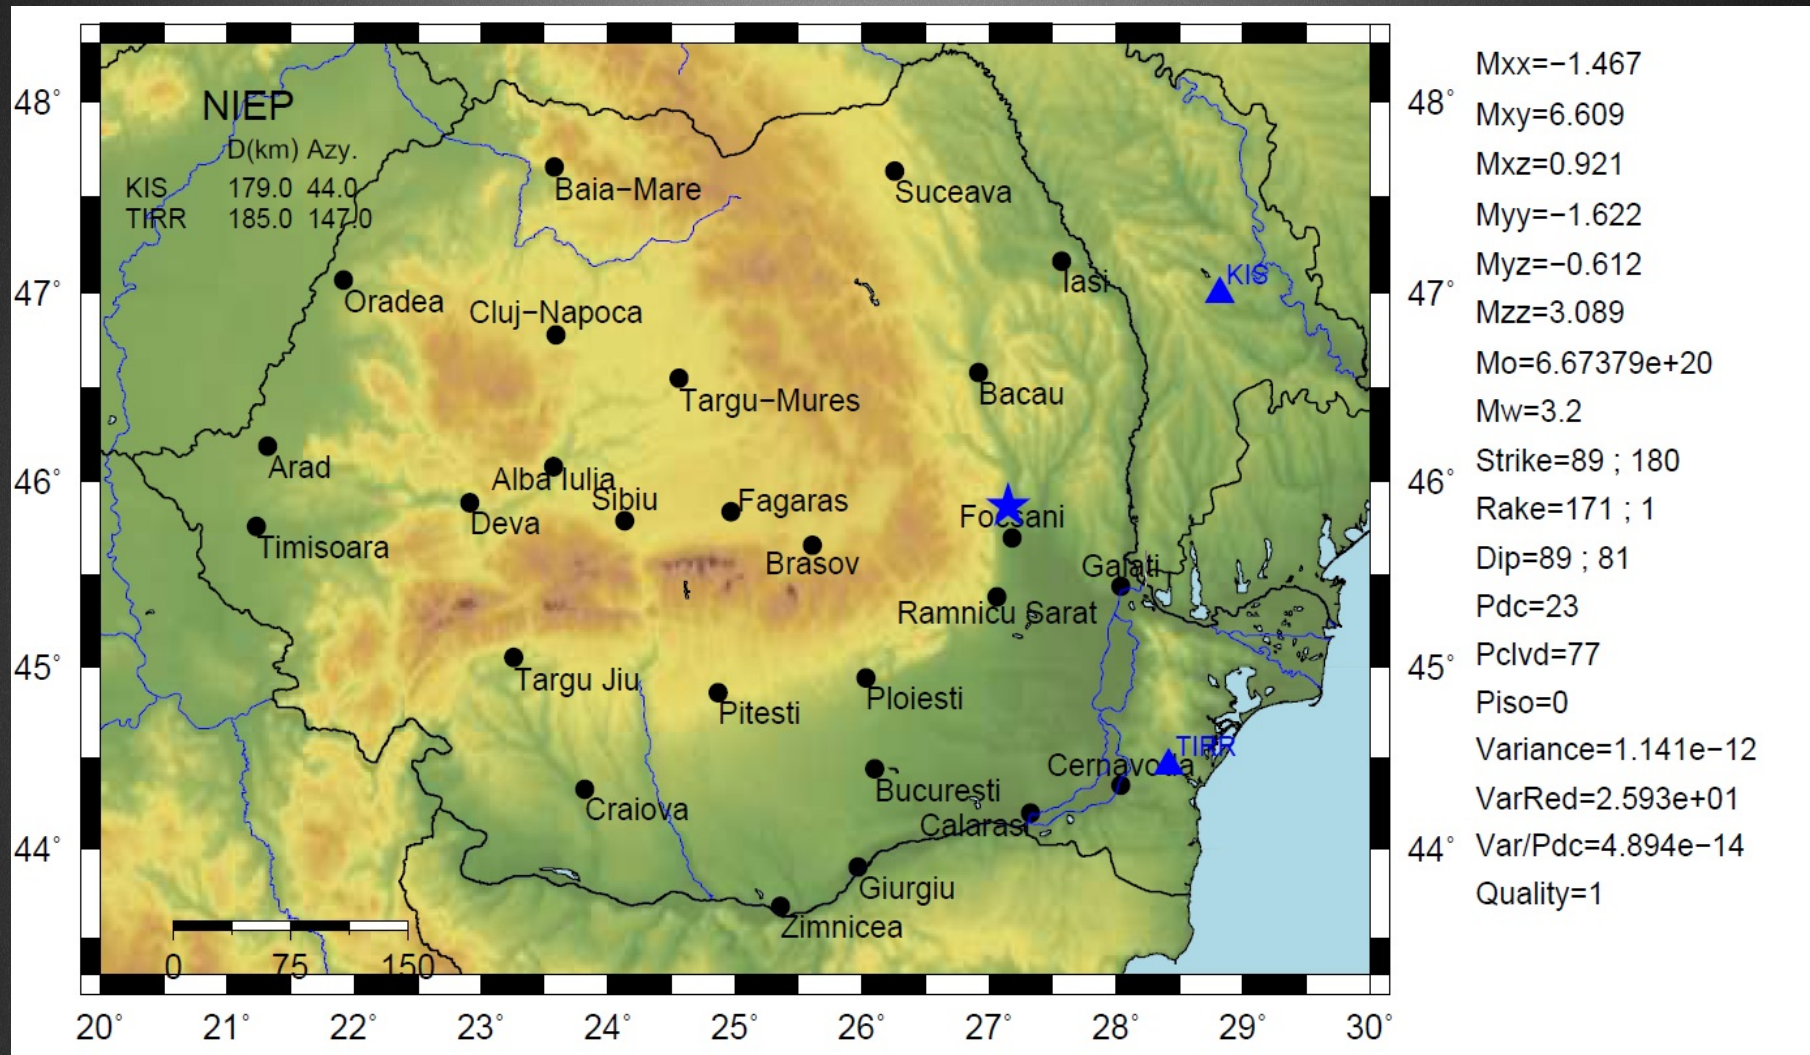 48°
47°
46°
45°
44°
NIEP
D(km) Azy.
KIS 179.0 44.0
TIRR 185.0 147.0
Baia−Mare
Suceava
Iasi
KIS
Oradea
Cluj−Napoca
Targu−Mures
Bacau
Arad
Alba Iulia
Sibiu
Fagaras
Focsani
Deva
Timisoara
Brasov
Galati
Ramnicu Sarat
Targu Jiu
Pitesti
Ploiesti
TIRR
Cernavoda
Bucuresti
Craiova
Calarasi
Giurgiu
Zimnicea
0 75 150
20° 21° 22° 23° 24° 25° 26° 27° 28° 29° 30°
48°
47°
46°
45°
44°
Mxx=−1.467
Mxy=6.609
Mxz=0.921
Myy=−1.622
Myz=−0.612
Mzz=3.089
Mo=6.67379e+20
Mw=3.2
Strike=89 ; 180
Rake=171 ; 1
Dip=89 ; 81
Pdc=23
Pclvd=77
Piso=0
Variance=1.141e−12
VarRed=2.593e+01
Var/Pdc=4.894e−14
Quality=1